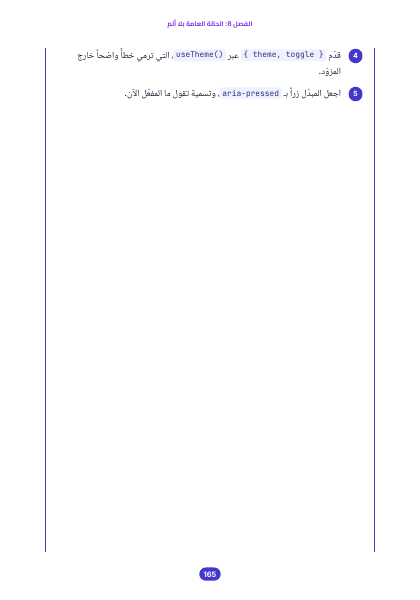 الفصل 8: الحالة العامة بلا ألم
4 قدّم { theme, toggle } عبر useTheme()، التي ترمي خطأً واضحاً خارج
المزوّد.
5 اجعل المبدّل زراً بـ aria-pressed، وتسمية تقول ما المفعّل الآن.
165